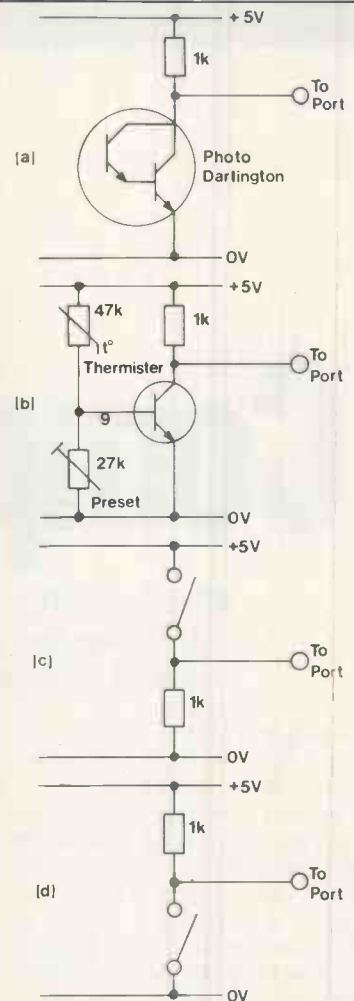 +5V
1k
To
Port
(a)
Photo
Darlington
0V
+5V
47k
1k
t°
Thermister
To
Port
(b)
9
27k
Preset
0V
+5V
To
Port
(c)
1k
0V
+5V
1k
To
Port
(d)
0V